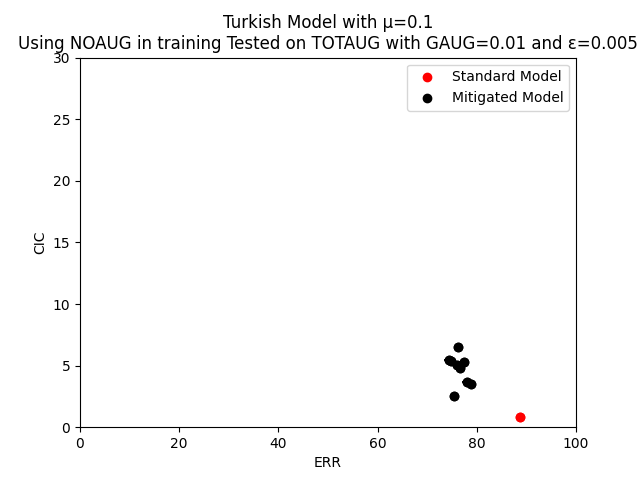 Turkish Model with μ=0.1
Using NOAUG in training Tested on TOTAUG with GAUG=0.01 and ε=0.005
Standard Model
Mitigated Model
30
25
20
15
10
5
0
CIC
0 20 40 60 80 100
ERR